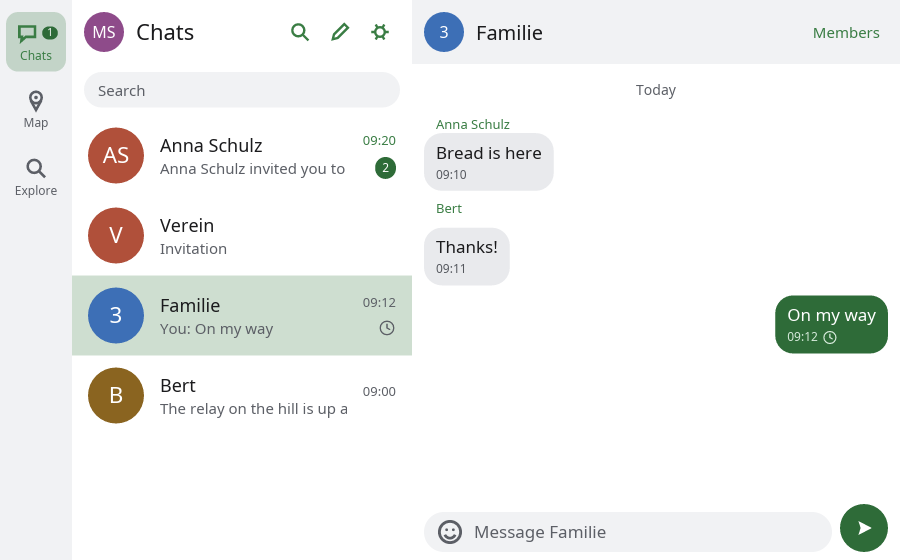 1
Chats
Map
Explore
MS
Chats
Search
AS
Anna Schulz
09:20
Anna Schulz invited you to
2
V
Verein
Invitation
3
Familie
09:12
You: On my way
B
Bert
09:00
The relay on the hill is up a
3
Familie
Members
Today
Anna Schulz
Bread is here
09:10
Bert
Thanks!
09:11
On my way
09:12
Message Familie